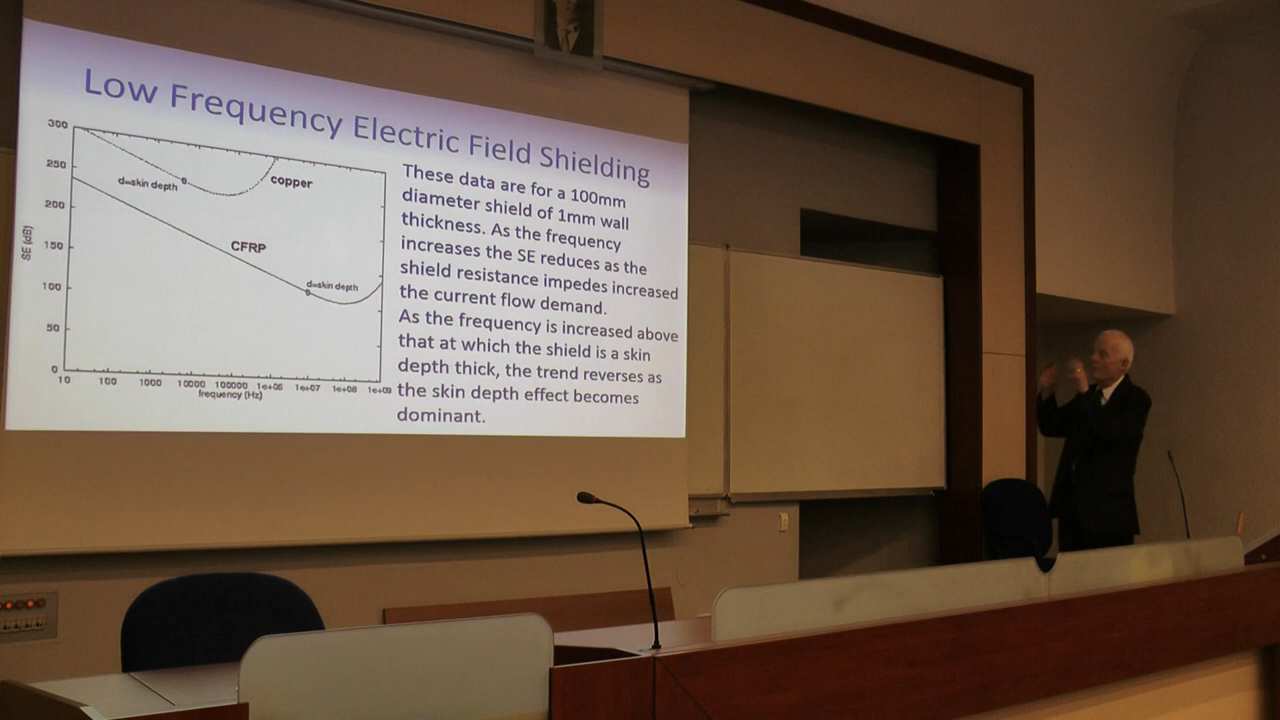 Low Frequency Electric Field Shielding
300
250
200
150
100
50
0
SE (dB)
d=skin depth
copper
CFRP
d=skin depth
10 100 1000 10000 100000 1e+06 1e+07 1e+08 1e+09
frequency (Hz)
These data are for a 100mm
diameter shield of 1mm wall
thickness. As the frequency
increases the SE reduces as the
shield resistance impedes increased
the current flow demand.
As the frequency is increased above
that at which the shield is a skin
depth thick, the trend reverses as
the skin depth effect becomes
dominant.